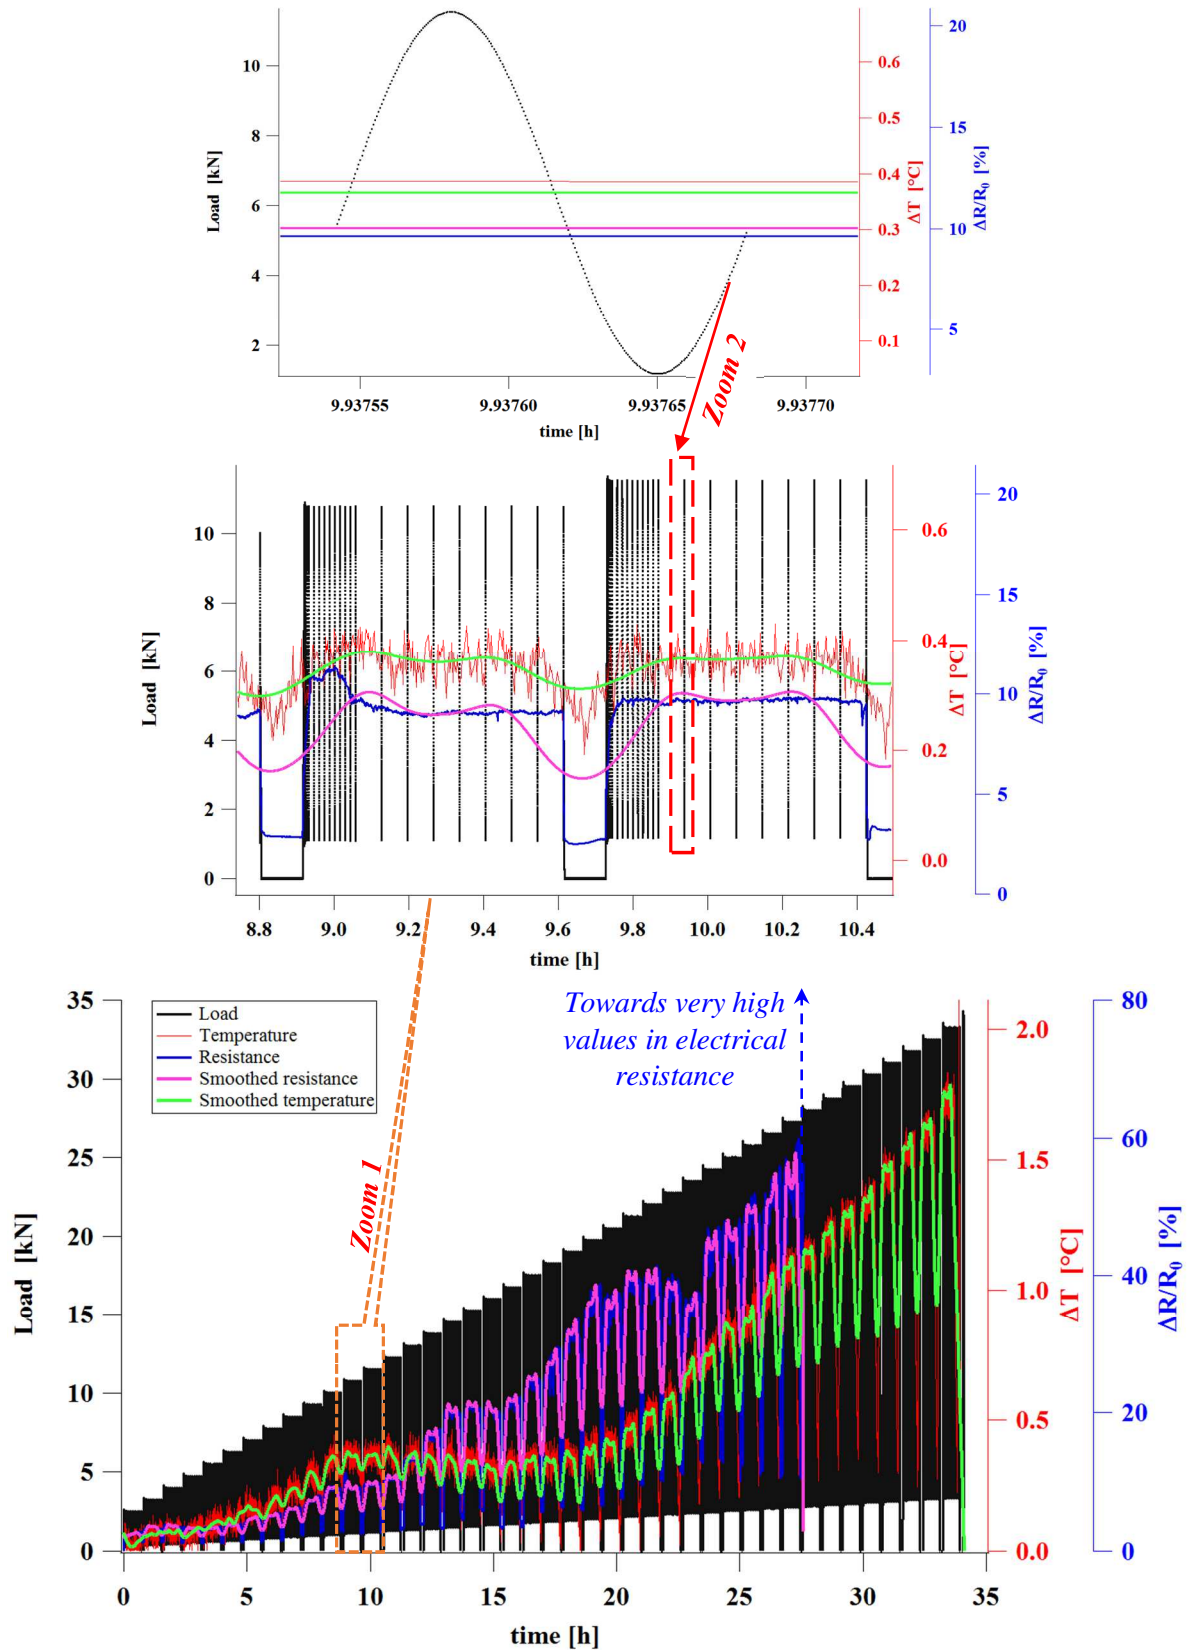 10
8
6
4
2
Load [kN]
0.6
0.5
0.4
0.3
0.2
0.1
ΔT [°C]
20
15
10
5
ΔR/R0 [%]
9.93755 9.93760 9.93765 9.93770
time [h]
Zoom 2
10
8
6
4
2
0
Load [kN]
0.6
0.4
0.2
0.0
ΔT [°C]
20
15
10
5
0
ΔR/R0 [%]
8.8 9.0 9.2 9.4 9.6 9.8 10.0 10.2 10.4
time [h]
Zoom 1
Load
Temperature
Resistance
Smoothed resistance
Smoothed temperature
Towards very high
values in electrical
resistance
35
30
25
20
15
10
5
0
Load [kN]
2.0
1.5
1.0
0.5
0.0
ΔT [°C]
80
60
40
20
0
ΔR/R0 [%]
0 5 10 15 20 25 30 35
time [h]